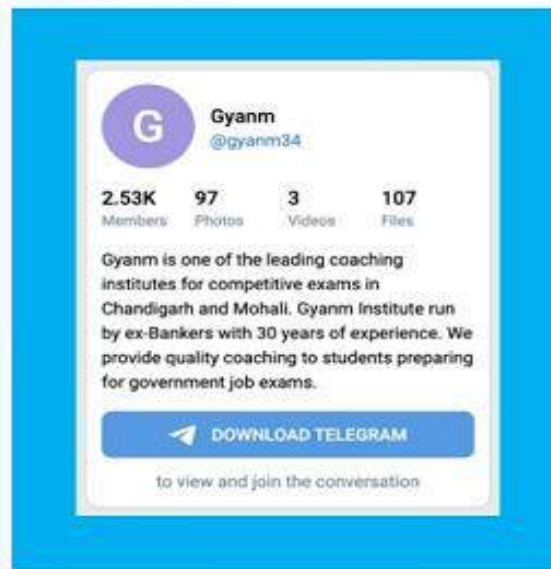 G
Gyanm
@gyanm34
2.53K 97 3 107
Members Photos Videos Files
Gyanm is one of the leading coaching
institutes for competitive exams in
Chandigarh and Mohali. Gyanm Institute run
by ex-Bankers with 30 years of experience. We
provide quality coaching to students preparing
for government job exams.
DOWNLOAD TELEGRAM
to view and join the conversation